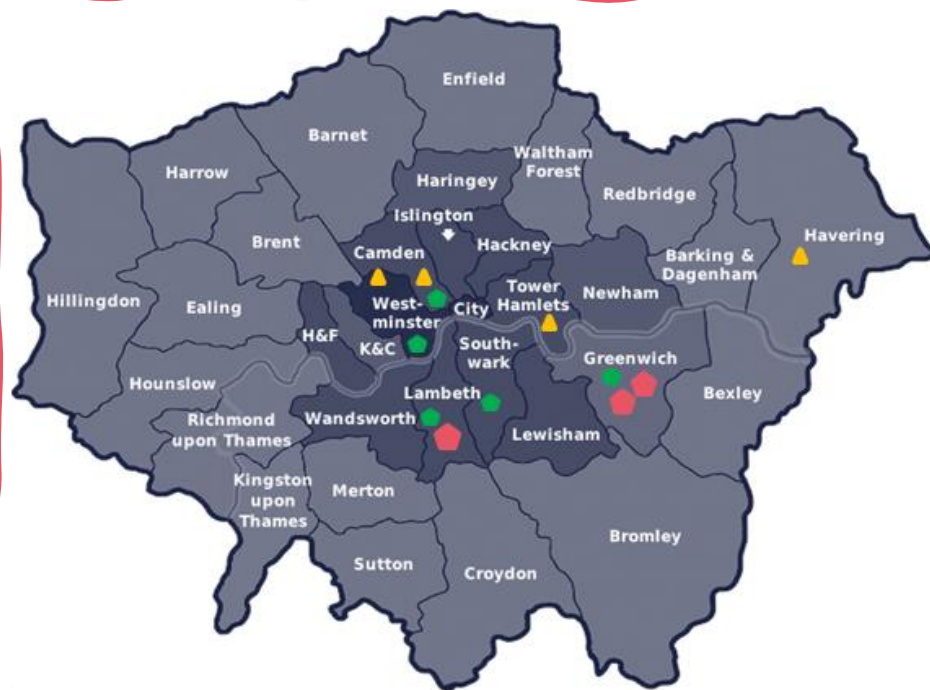 Enfield
Barnet
Waltham
Forest
Harrow
Haringey
Redbridge
Islington
Havering
Brent
Camden
Hackney
Barking &
Dagenham
Hillingdon
Ealing
Tower
Hamlets
Newham
West-
minster
City
H&F
K&C
South-
wark
Greenwich
Hounslow
Lambeth
Bexley
Richmond
upon Thames
Wandsworth
Lewisham
Kingston
upon
Thames
Merton
Bromley
Sutton
Croydon